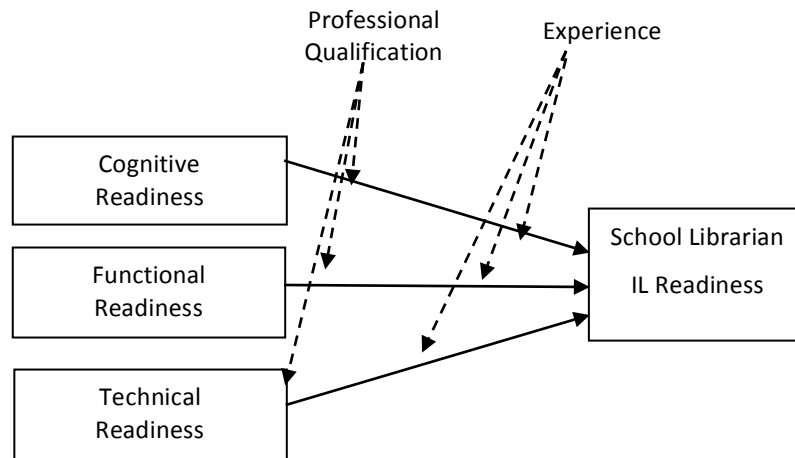 Professional
Qualification
Experience
Cognitive
Readiness
Functional
Readiness
Technical
Readiness
School Librarian
IL Readiness